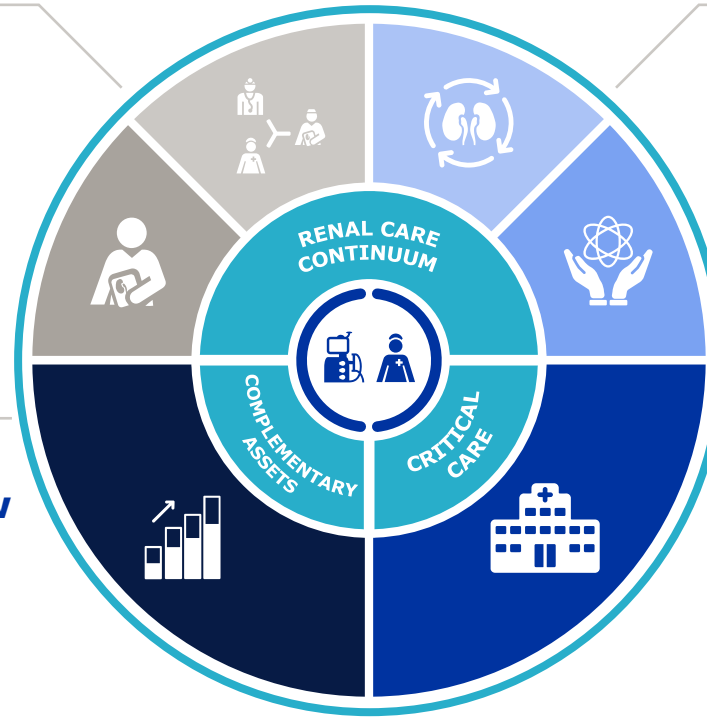 RENAL CARE
CONTINUUM
COMPLEMENTARY
ASSETS
CRITICAL
CARE